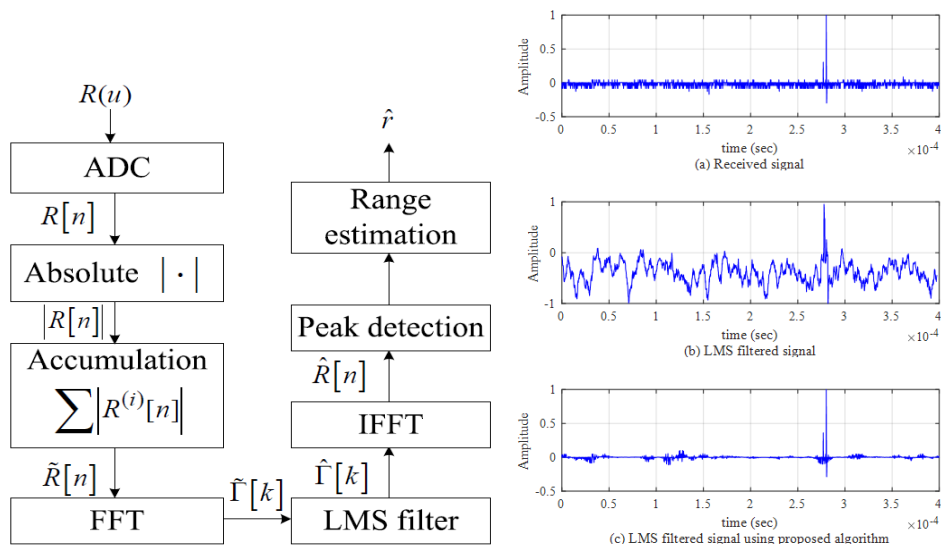 R(u)
ADC
R[n]
Absolute | · |
|R[n]|
Accumulation
∑|R⁽ⁱ⁾[n]|
R̃[n]
FFT
Γ̃[k]
LMS filter
Γ̂[k]
IFFT
R̂[n]
Peak detection
Range
estimation
r̂
Amplitude
1
0.5
0
-0.5
0 0.5 1 1.5 2 2.5 3 3.5 4
time (sec) ×10⁻⁴
(a) Received signal
Amplitude
1
0
-1
0 0.5 1 1.5 2 2.5 3 3.5 4
time (sec) ×10⁻⁴
(b) LMS filtered signal
Amplitude
1
0.5
0
-0.5
0 0.5 1 1.5 2 2.5 3 3.5 4
time (sec) ×10⁻⁴
(c) LMS filtered signal using proposed algorithm